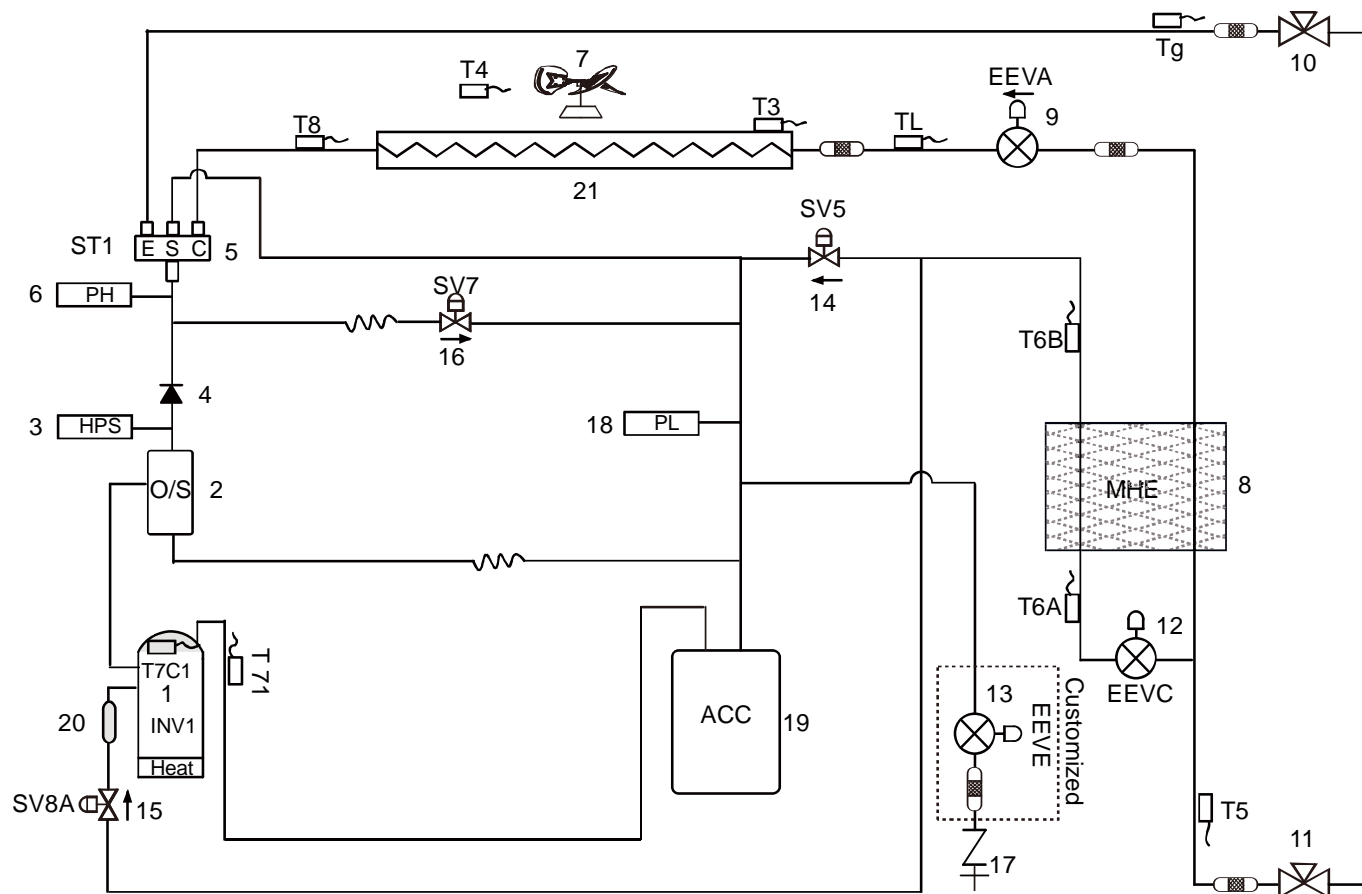 Tg
10
7
T4
EEVA
9
T8
T3
TL
21
SV5
ST1
E S C
5
14
6
PH
SV7
16
T6B
4
3
HPS
18
PL
O/S
2
MHE
8
T6A
12
EEVC
T7C1
1
INV1
Heat
T71
20
SV8A
15
ACC
19
13
EEVE
Customized
17
T5
11